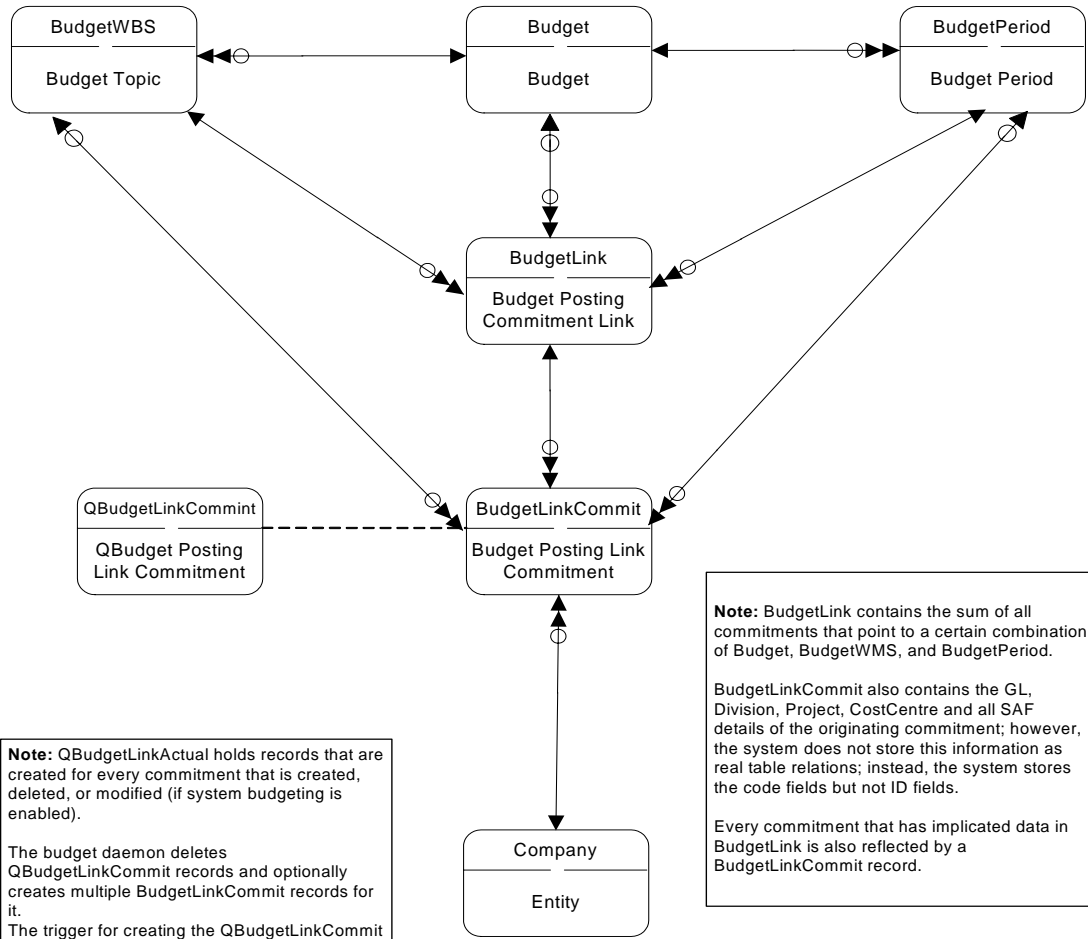 BudgetWBS
Budget Topic
Budget
Budget
BudgetPeriod
Budget Period
BudgetLink
Budget Posting
Commitment Link
QBudgetLinkCommint
QBudget Posting
Link Commitment
BudgetLinkCommit
Budget Posting Link
Commitment
Note: BudgetLink contains the sum of all
commitments that point to a certain combination
of Budget, BudgetWMS, and BudgetPeriod.
BudgetLinkCommit also contains the GL,
Division, Project, CostCentre and all SAF
details of the originating commitment; however,
the system does not store this information as
real table relations; instead, the system stores
the code fields but not ID fields.
Every commitment that has implicated data in
BudgetLink is also reflected by a
BudgetLinkCommit record.
Note: QBudgetLinkActual holds records that are
created for every commitment that is created,
deleted, or modified (if system budgeting is
enabled).
The budget daemon deletes
QBudgetLinkCommit records and optionally
creates multiple BudgetLinkCommit records for
it.
The trigger for creating the QBudgetLinkCommit
Company
Entity